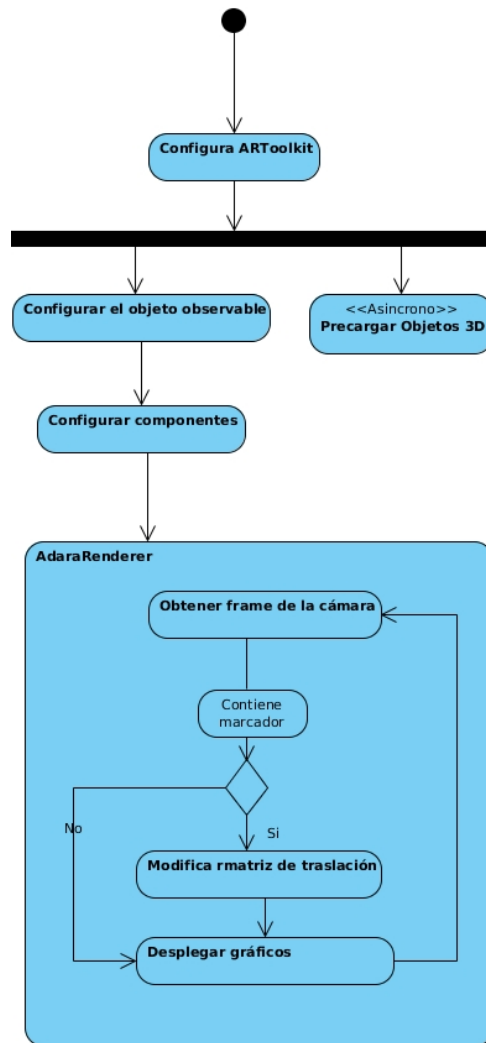 Configura ARToolkit
Configurar el objeto observable
<<Asincrono>>
Precargar Objetos 3D
Configurar componentes
AdaraRenderer
Obtener frame de la cámara
Contiene
marcador
No
Si
Modifica rmatriz de traslación
Desplegar gráficos